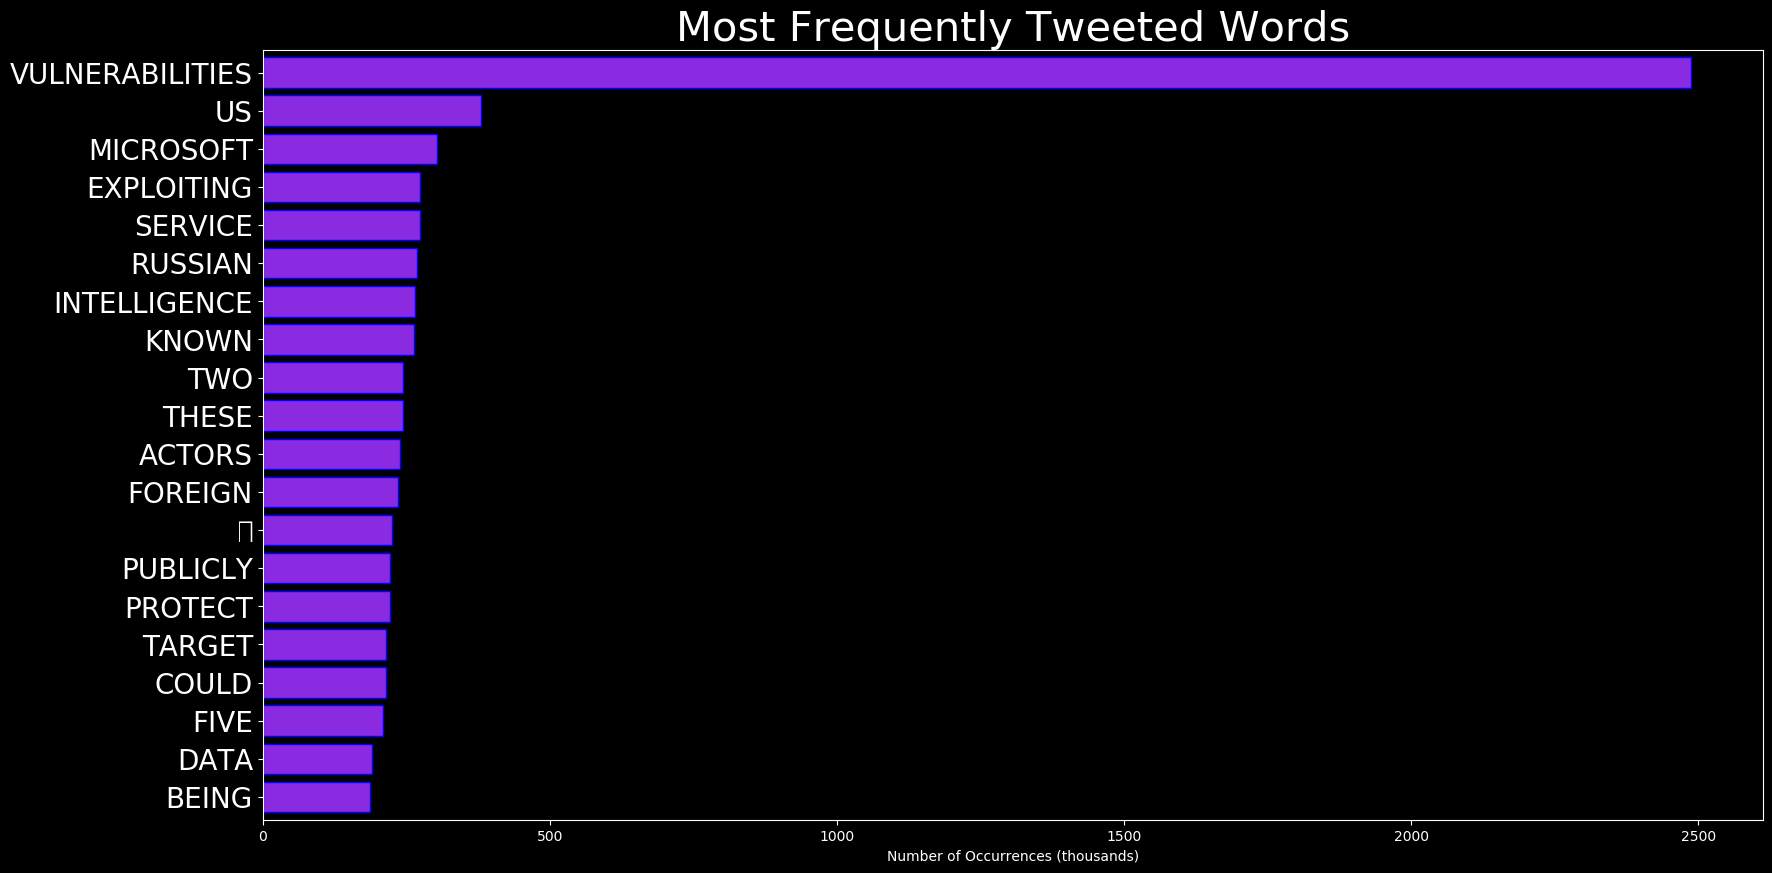 Most Frequently Tweeted Words
VULNERABILITIES
US
MICROSOFT
EXPLOITING
SERVICE
RUSSIAN
INTELLIGENCE
KNOWN
TWO
THESE
ACTORS
FOREIGN
PUBLICLY
PROTECT
TARGET
COULD
FIVE
DATA
BEING
0 500 1000 1500 2000 2500
Number of Occurrences (thousands)